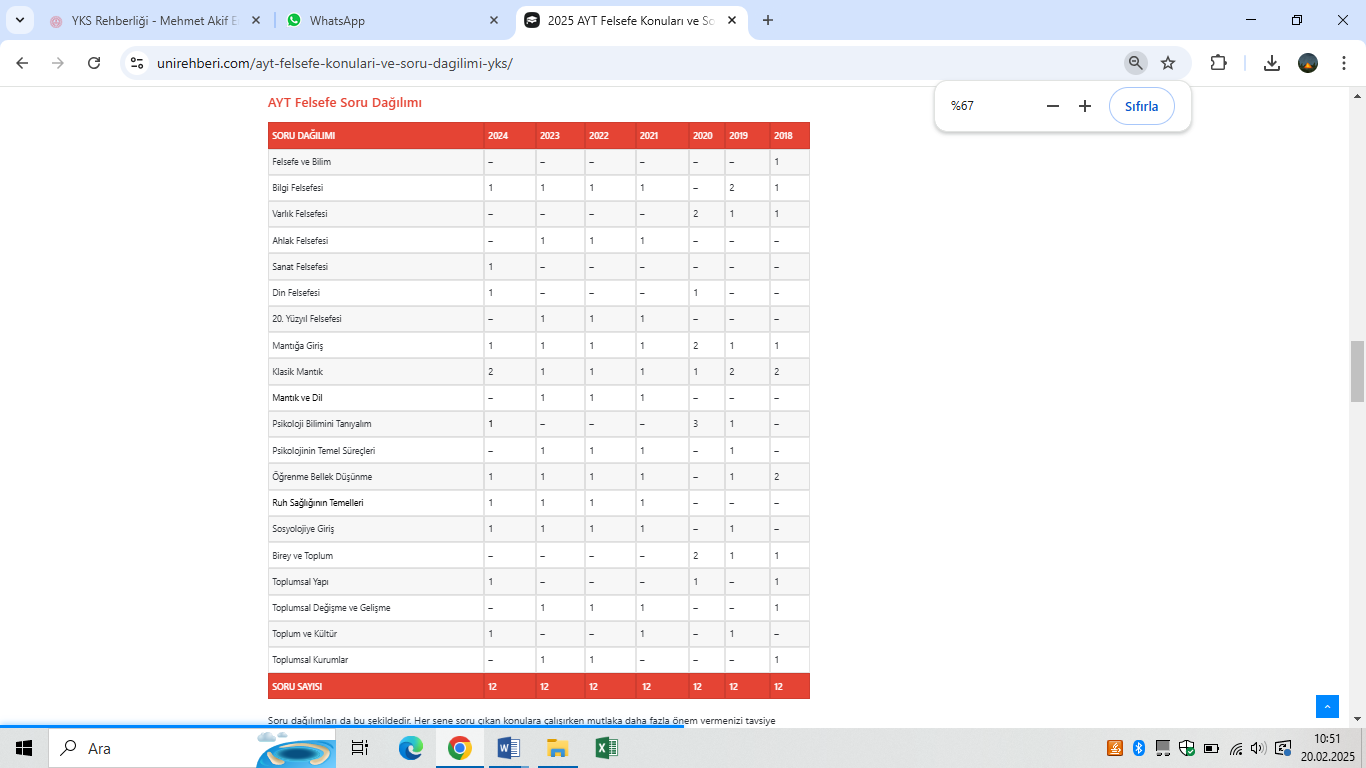 YKS Rehberliği - Mehmet Akif E
WhatsApp
2025 AYT Felsefe Konuları ve So
unirehberi.com/ayt-felsefe-konulari-ve-soru-dagilimi-yks/
%67
Sıfırla
AYT Felsefe Soru Dağılımı
SORU DAĞILIMI 2024 2023 2022 2021 2020 2019 2018
Felsefe ve Bilim – – – – – – 1
Bilgi Felsefesi 1 1 1 1 – 2 1
Varlık Felsefesi – – – – 2 1 1
Ahlak Felsefesi – 1 1 1 – – –
Sanat Felsefesi 1 – – – – – –
Din Felsefesi 1 – – – 1 – –
20. Yüzyıl Felsefesi – 1 1 1 – – –
Mantığa Giriş 1 1 1 1 2 1 1
Klasik Mantık 2 1 1 1 1 2 2
Mantık ve Dil – 1 1 1 – – –
Psikoloji Bilimini Tanıyalım 1 – – – 3 1 –
Psikolojinin Temel Süreçleri – 1 1 1 – 1 –
Öğrenme Bellek Düşünme 1 1 1 1 – 1 2
Ruh Sağlığının Temelleri 1 1 1 1 – – –
Sosyolojiye Giriş 1 1 1 1 – 1 –
Birey ve Toplum – – – – 2 1 1
Toplumsal Yapı 1 – – – 1 – 1
Toplumsal Değişme ve Gelişme – 1 1 1 – – 1
Toplum ve Kültür 1 – – 1 – 1 –
Toplumsal Kurumlar – 1 1 – – – 1
SORU SAYISI 12 12 12 12 12 12 12
Soru dağılımları da bu şekildedir. Her sene soru çıkan konulara çalışırken mutlaka daha fazla önem vermenizi tavsiye
Ara
10:51
20.02.2025